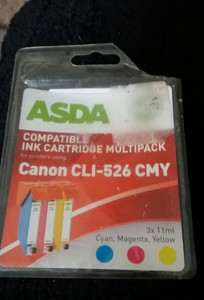 ASDA
COMPATIBLE
INK CARTRIDGE MULTIPACK
for printers using
Canon CLI-526 CMY
3x 11ml
Cyan, Magenta, Yellow